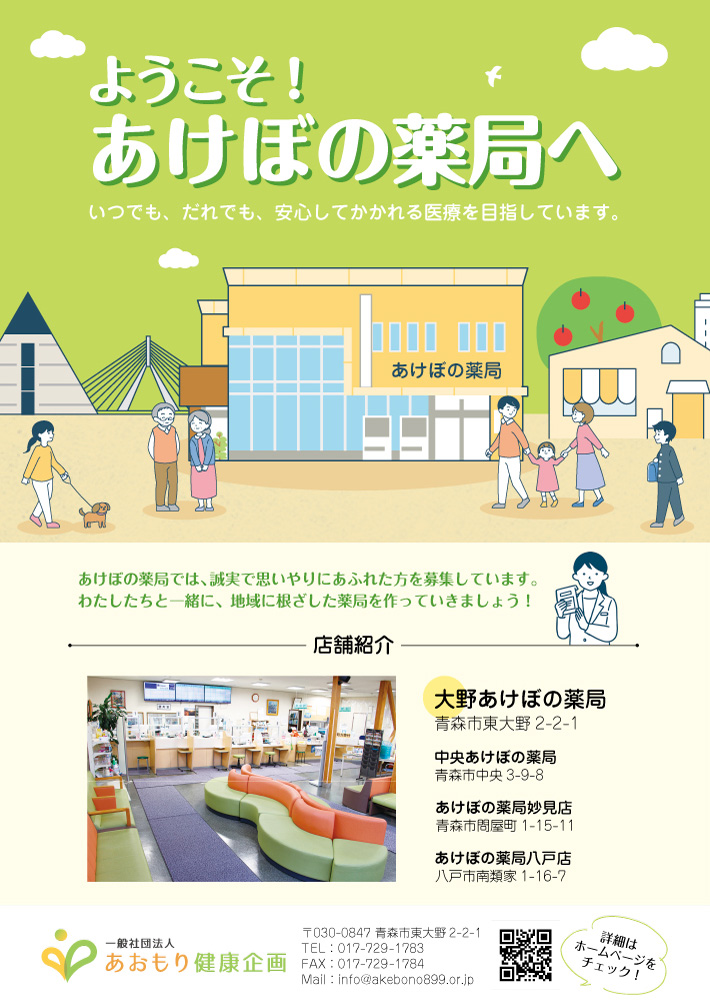 ようこそ！
あけぼの薬局へ
いつでも、だれでも、安心してかかれる医療を目指しています。
あけぼの薬局
あけぼの薬局では、誠実で思いやりにあふれた方を募集しています。
わたしたちと一緒に、地域に根ざした薬局を作っていきましょう！
店舗紹介
大野あけぼの薬局
青森市東大野 2-2-1
中央あけぼの薬局
青森市中央 3-9-8
あけぼの薬局妙見店
青森市問屋町 1-15-11
あけぼの薬局八戸店
八戸市南類家 1-16-7
一般社団法人
あおもり健康企画
〒030-0847 青森市東大野 2-2-1
TEL：017-729-1783
FAX：017-729-1784
Mail：info@akebono899.or.jp
詳細は
ホームページを
チェック！